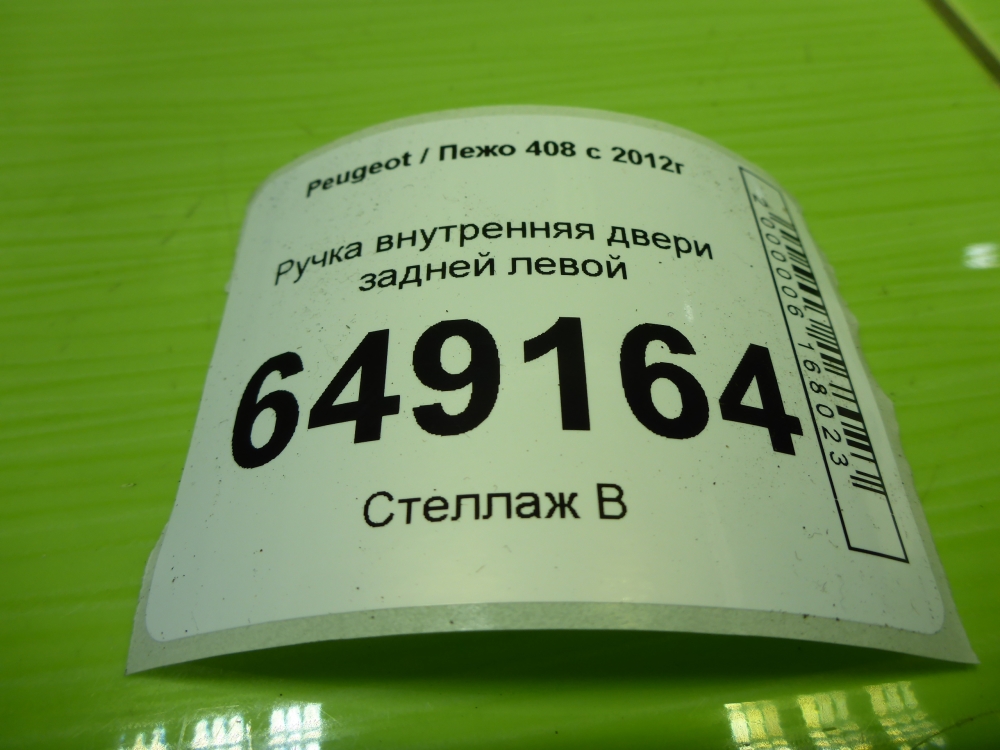 Peugeot / Пежо 408 с 2012г
Ручка внутренняя двери
задней левой
649164
Стеллаж В
2000006168023